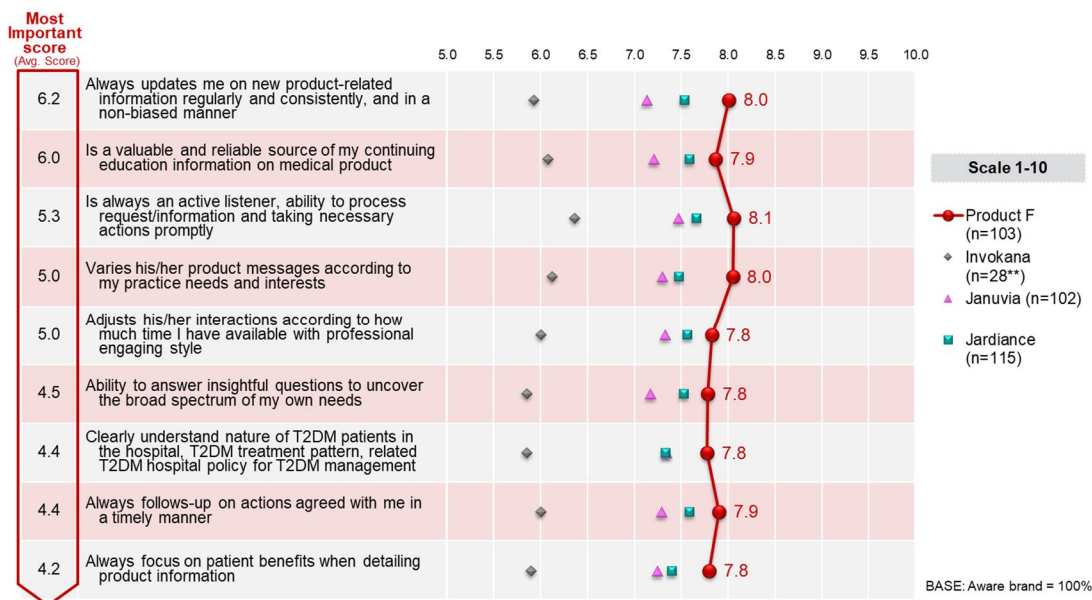 Most
Important
score
(Avg. Score)
5.0 5.5 6.0 6.5 7.0 7.5 8.0 8.5 9.0 9.5 10.0
6.2
Always updates me on new product-related
information regularly and consistently, and in a
non-biased manner
8.0
6.0
Is a valuable and reliable source of my continuing
education information on medical product
7.9
5.3
Is always an active listener, ability to process
request/information and taking necessary
actions promptly
8.1
5.0
Varies his/her product messages according to
my practice needs and interests
8.0
5.0
Adjusts his/her interactions according to how
much time I have available with professional
engaging style
7.8
4.5
Ability to answer insightful questions to uncover
the broad spectrum of my own needs
7.8
4.4
Clearly understand nature of T2DM patients in
the hospital, T2DM treatment pattern, related
T2DM hospital policy for T2DM management
7.8
4.4
Always follows-up on actions agreed with me in
a timely manner
7.9
4.2
Always focus on patient benefits when detailing
product information
7.8
Scale 1-10
Product F
(n=103)
Invokana
(n=28**)
Januvia (n=102)
Jardiance
(n=115)
BASE: Aware brand = 100%